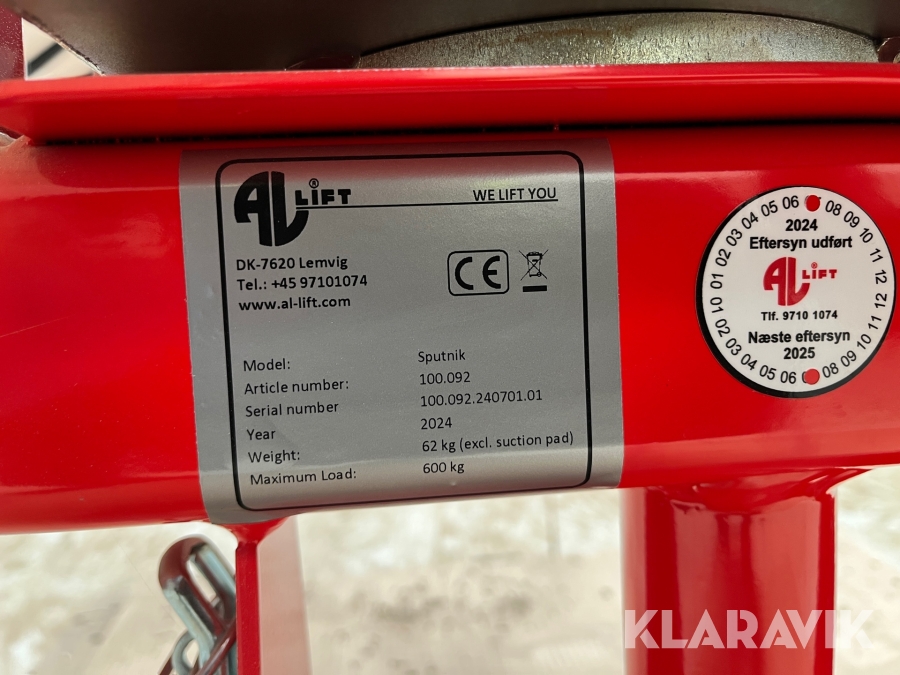 AL LIFT ®
WE LIFT YOU
DK-7620 Lemvig
Tel.: +45 97101074
www.al-lift.com
CE
Model: Sputnik
Article number: 100.092
Serial number 100.092.240701.01
Year 2024
Weight: 62 kg (excl. suction pad)
Maximum Load: 600 kg
01 02 03 04 05 06 08 09 10 11 12
2024
Eftersyn udført
AL LIFT ®
Tlf. 9710 1074
Næste eftersyn
2025
01 02 03 04 05 06 08 09 10 11 12
KLARAVIK